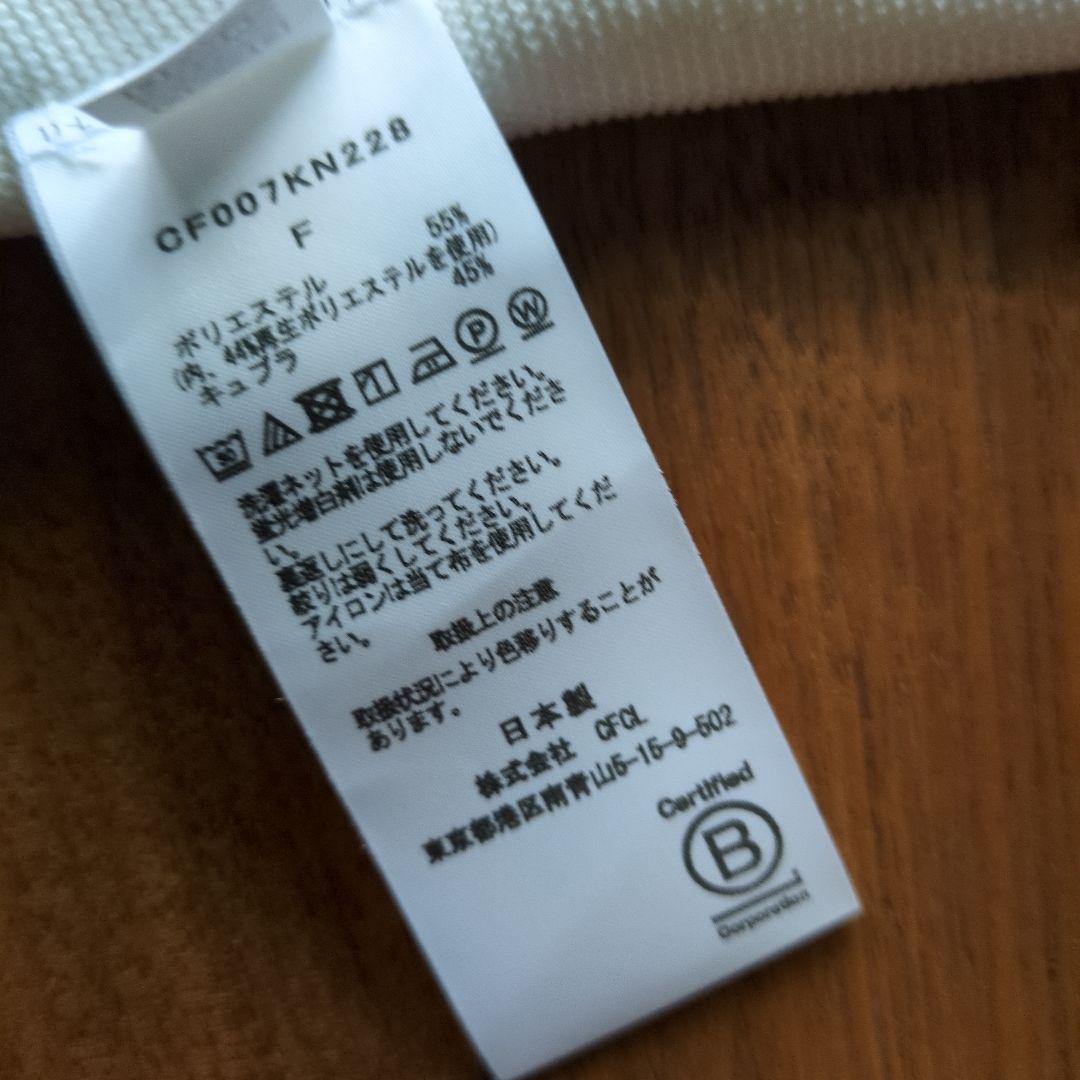 CF007KN228
F
ポリエステル 55%
(内、44%再生ポリエステルを使用)
キュプラ 45%
30 P W
洗濯ネットを使用してください。
蛍光増白剤は使用しないでくださ
い。
裏返しにして洗ってください。
絞りは弱くしてください。
アイロンは当て布を使用してくだ
さい。
取扱上の注意
取扱状況により色移りすることが
あります。
日本製
株式会社 CFCL
東京都港区南青山5-15-9-502
Certified
B
Corporation